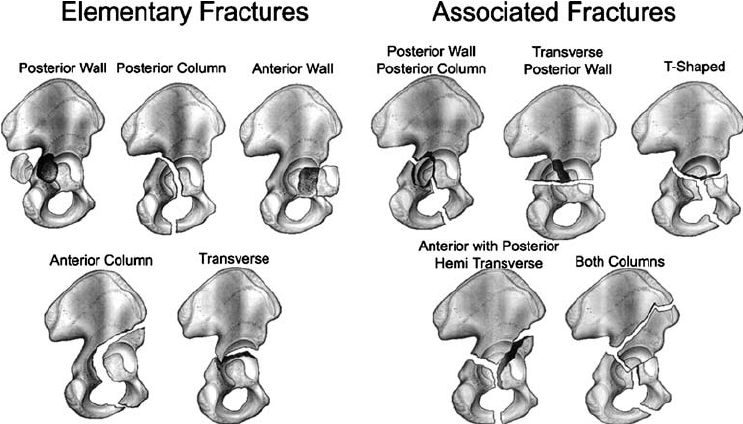 Elementary Fractures
Associated Fractures
Posterior Wall
Posterior Column
Anterior Wall
Posterior Wall
Posterior Column
Transverse
Posterior Wall
T-Shaped
Anterior Column
Transverse
Anterior with Posterior
Hemi Transverse
Both Columns